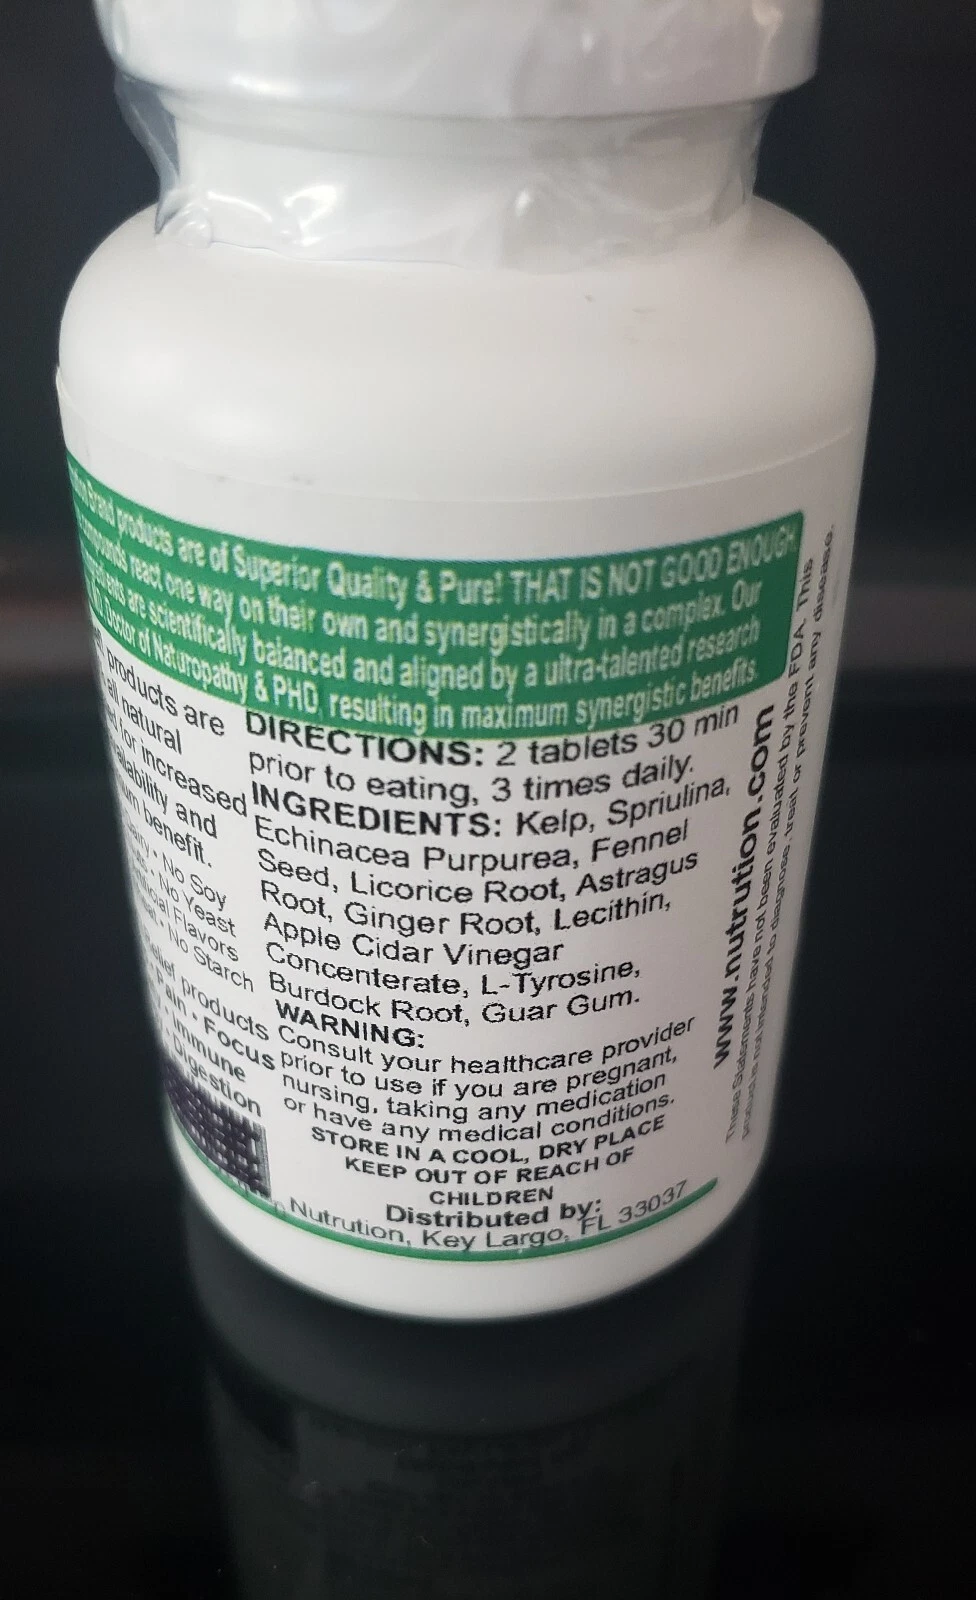 Brand products are of Superior Quality & Pure! THAT IS NOT GOOD ENOUGH
compounds react one way on their own and synergistically in a complex. Our
are scientifically balanced and aligned by a ultra-talented research
Doctor of Naturopathy & PHD, resulting in maximum synergistic benefits.
products are
all natural
for increased
and
benefit.
No Soy
No Yeast
Flavors
No Starch
products
Pain • Focus
Immune
Digestion
DIRECTIONS: 2 tablets 30 min
prior to eating, 3 times daily.
INGREDIENTS: Kelp, Spriulina,
Echinacea Purpurea, Fennel
Seed, Licorice Root, Astragus
Root, Ginger Root, Lecithin,
Apple Cidar Vinegar
Concenterate, L-Tyrosine,
Burdock Root, Guar Gum.
WARNING:
Consult your healthcare provider
prior to use if you are pregnant,
nursing, taking any medication
or have any medical conditions.
STORE IN A COOL, DRY PLACE
KEEP OUT OF REACH OF
CHILDREN
Distributed by:
Nutrution, Key Largo, FL 33037
www.nutrution.com
These Statements have not been evaluated by the FDA. This
product is not intended to diagnose, treat or prevent any disease.